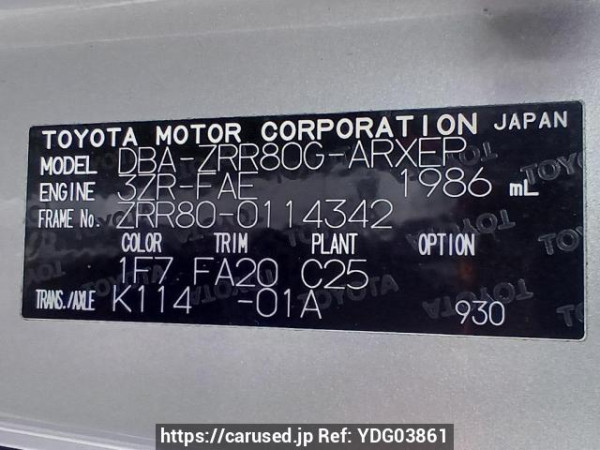 TOYOTA MOTOR CORPORATION JAPAN
MODEL DBA-ZRR80G-ARXEP
ENGINE 3ZR-FAE 1986 mL
FRAME No. ZRR80-0114342
COLOR TRIM PLANT OPTION
1F7 FA20 C25
TRANS./AXLE K114 -01A 930
https://carused.jp Ref: YDG03861